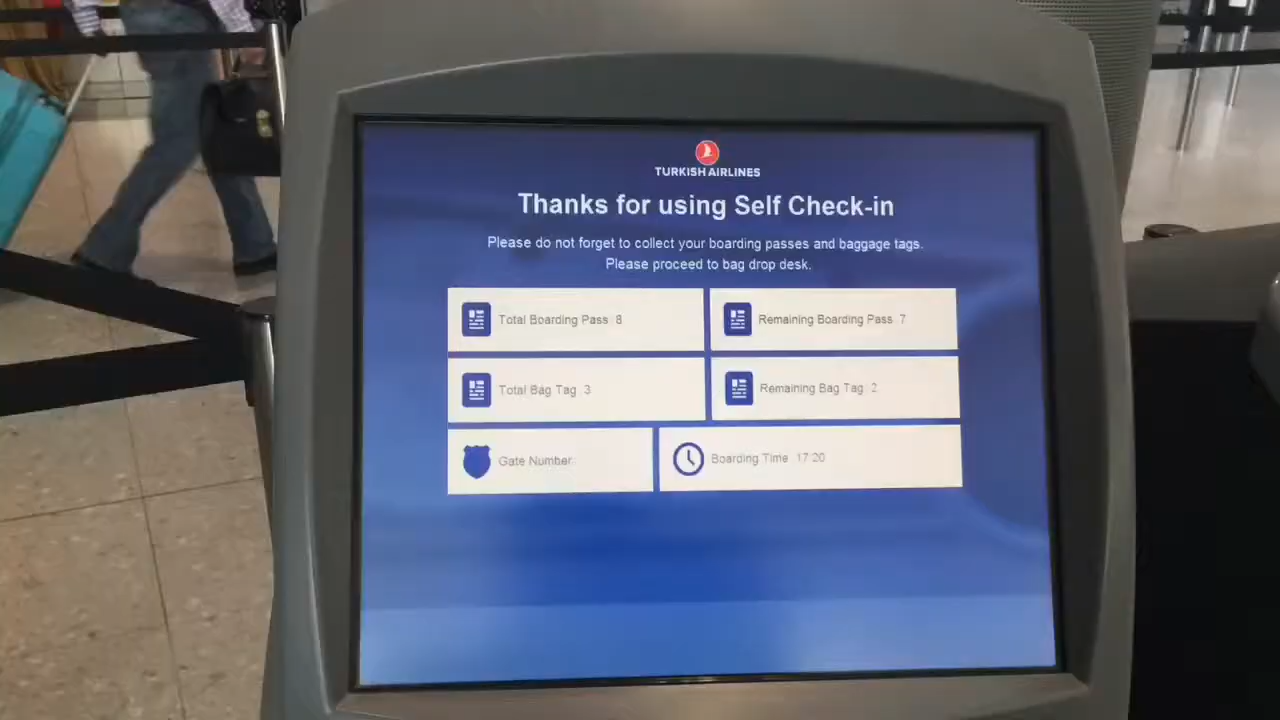 TURKISH AIRLINES
Thanks for using Self Check-in
Please do not forget to collect your boarding passes and baggage tags.
Please proceed to bag drop desk.
Total Boarding Pass 8
Remaining Boarding Pass 7
Total Bag Tag 3
Remaining Bag Tag 2
Gate Number
Boarding Time 17:20